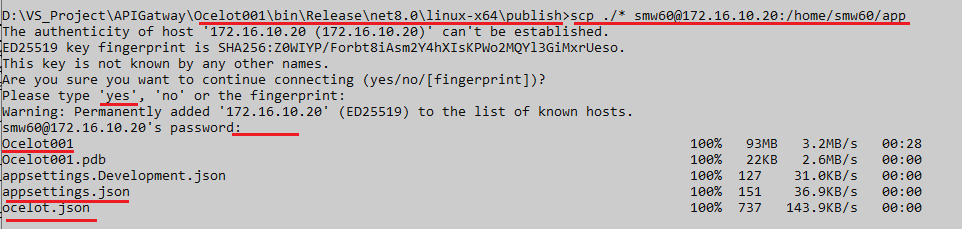 D:\VS_Project\APIGatway\Ocelot001\bin\Release\net8.0\linux-x64\publish>scp ./* smw60@172.16.10.20:/home/smw60/app
The authenticity of host '172.16.10.20 (172.16.10.20)' can't be established.
ED25519 key fingerprint is SHA256:Z0WIYP/Forbt8iAsm2Y4hXIsKPWo2MQYl3GiMxrUeso.
This key is not known by any other names.
Are you sure you want to continue connecting (yes/no/[fingerprint])?
Please type 'yes', 'no' or the fingerprint:
Warning: Permanently added '172.16.10.20' (ED25519) to the list of known hosts.
smw60@172.16.10.20's password:
Ocelot001 100% 93MB 3.2MB/s 00:28
Ocelot001.pdb 100% 22KB 2.6MB/s 00:00
appsettings.Development.json 100% 127 31.0KB/s 00:00
appsettings.json 100% 151 36.9KB/s 00:00
ocelot.json 100% 737 143.9KB/s 00:00